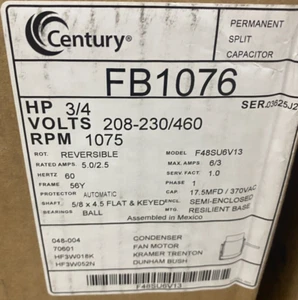 Century®
PERMANENT
SPLIT
CAPACITOR
FB1076
HP 3/4
VOLTS 208-230/460
RPM 1075
ROT. REVERSIBLE
MODEL F48SU6V13
RATED AMPS 5.0/2.5
MAX.AMPS 6/3
HERTZ 60
SERV FACT 1.0
FRAME 56Y
PHASE 1
PROTECTOR AUTOMATIC
CAP. 17.5MFD / 370VAC
SHAFT 5/8 x 4.5 FLAT & KEYED
ENCL SEMI-ENCLOSED
BEARINGS BALL
MTG RESILIENT BASE
Assembled in Mexico
048-004 CONDENSER
70601 FAN MOTOR
HF3W018K KRAMER TRENTON
HF3W052N DUNHAM BUSH
F48SU6V13